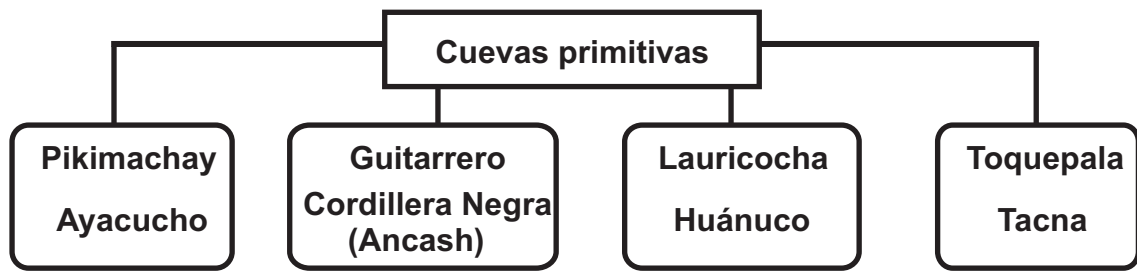 Cuevas primitivas
Pikimachay
Ayacucho
Guitarrero
Cordillera Negra
(Ancash)
Lauricocha
Huánuco
Toquepala
Tacna